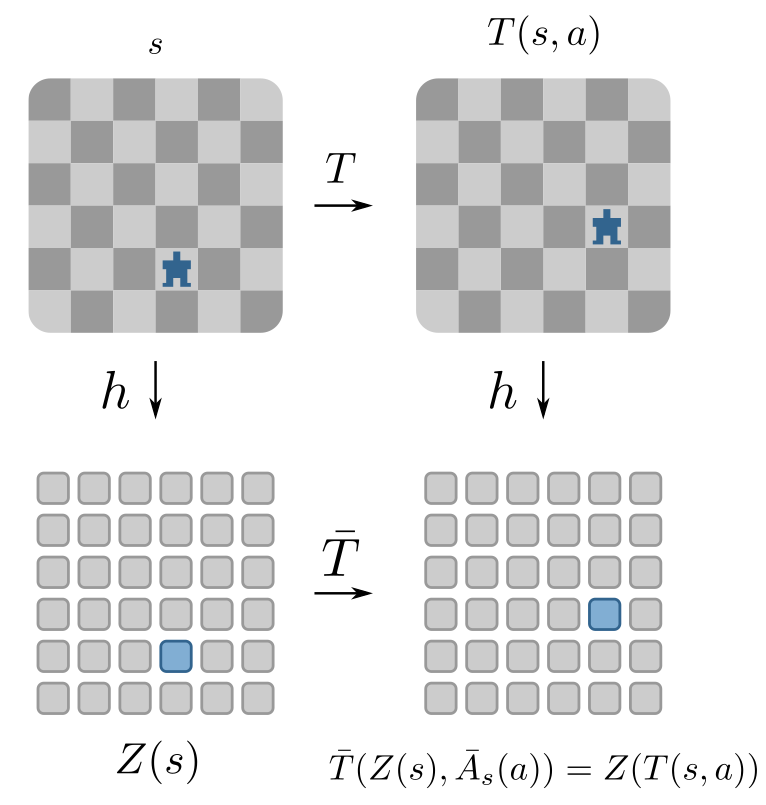 s
T(s, a)
T
h
h
T̄
Z(s)
T̄(Z(s), Ā_s(a)) = Z(T(s, a))